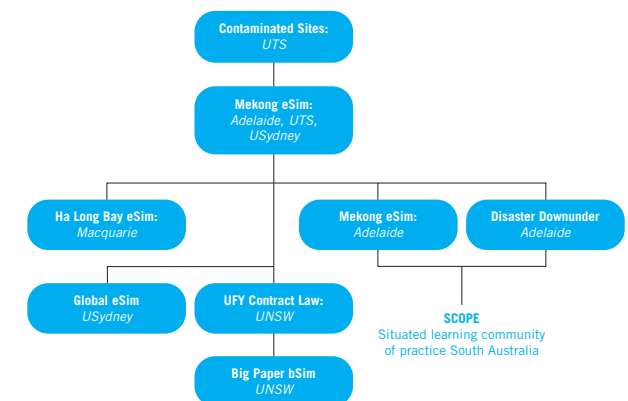 Contaminated Sites:
UTS
Mekong eSim:
Adelaide, UTS,
USydney
Ha Long Bay eSim:
Macquarie
Mekong eSim:
Adelaide
Disaster Downunder
Adelaide
Global eSim
USydney
UFY Contract Law:
UNSW
SCOPE
Situated learning community
of practice South Australia
Big Paper bSim
UNSW